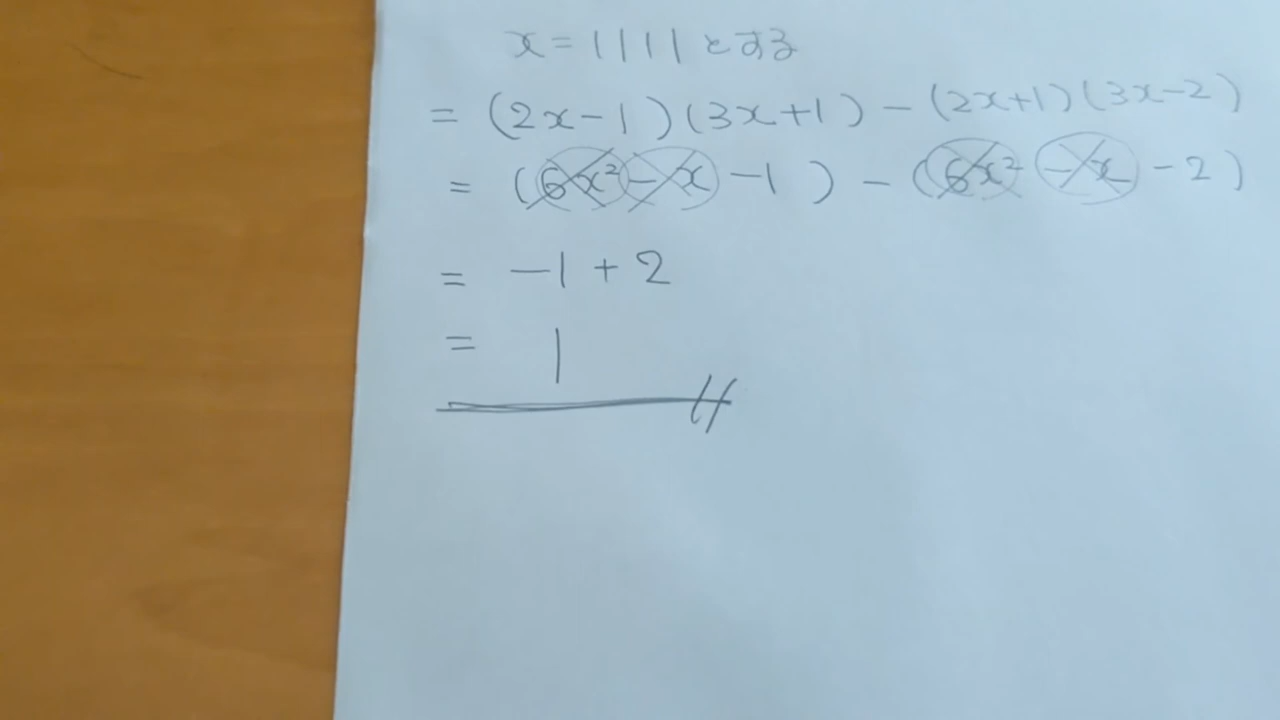 x = 1111 とする
= (2x-1)(3x+1) - (2x+1)(3x-2)
= (6x²-x-1) - (6x²-x-2)
= -1+2
= 1